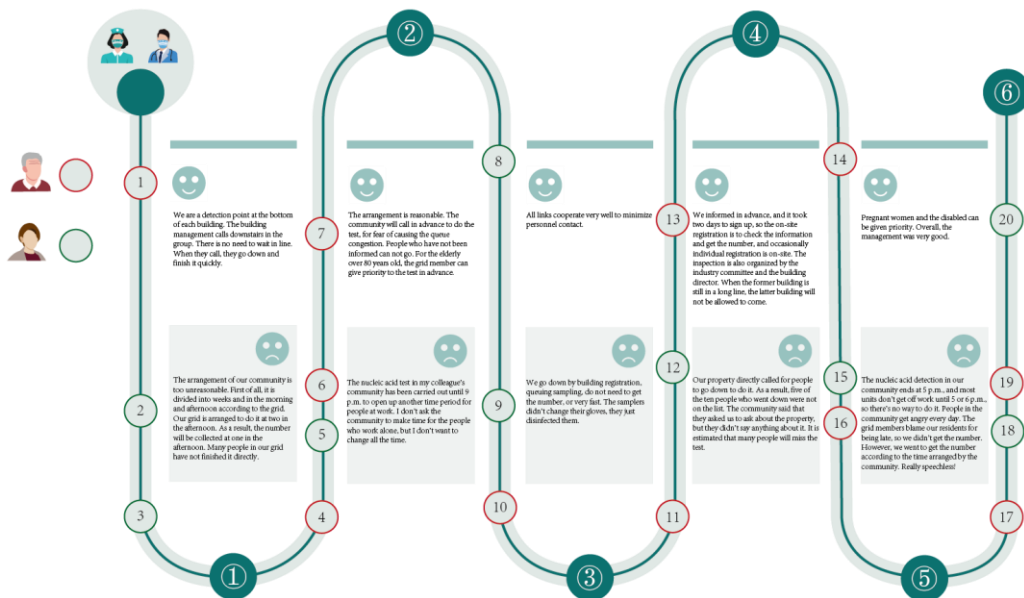 ②
④
⑥
1
We are a detection point at the bottom
of each building. The building
management calls downstairs in the
group. There is no need to wait in line.
When they call, they go down and
finish it quickly.
The arrangement of our community is
too unreasonable. First of all, it is
divided into weeks and in the morning
and afternoon according to the grid.
Our grid is arranged to do it at two in
the afternoon. As a result, the number
will be collected at one in the
afternoon. Many people in our grid
have not finished it directly.
2
3
①
4
5
6
7
The arrangement is reasonable. The
community will call in advance to do the
test, for fear of causing the queue
congestion. People who have not been
informed can not go. For the elderly
over 80 years old, the grid member can
give priority to the test in advance.
The nucleic acid test in my colleague's
community has been carried out until 9
p.m. to open up another time period for
people at work. I don't ask the
community to make time for the people
who work alone, but I don't want to
change all the time.
8
9
10
All links cooperate very well to minimize
personnel contact.
We go down by building registration,
queuing sampling, do not need to get
the number, or very fast. The samplers
didn't change their gloves, they just
disinfected them.
③
11
12
13
We informed in advance, and it took
two days to sign up, so the on-site
registration is to check the information
and get the number, and occasionally
individual registration is on-site. The
inspection is also organized by the
industry committee and the building
director. When the former building is
still in a long line, the latter building will
not be allowed to come.
Our property directly called for people
to go down to do it. As a result, five of
the ten people who went down were not
on the list. The community said that
they asked us to ask about the property,
but they didn't say anything about it. It is
estimated that many people will miss the
test.
14
15
16
Pregnant women and the disabled can
be given priority. Overall, the
management was very good.
The nucleic acid detection in our
community ends at 5 p.m., and most
units don't get off work until 5 or 6 p.m.,
so there's no way to do it. People in the
community get angry every day. The
grid members blame our residents for
being late, so we didn't get the number.
However, we went to get the number
according to the time arranged by the
community. Really speechless!
⑤
17
18
19
20